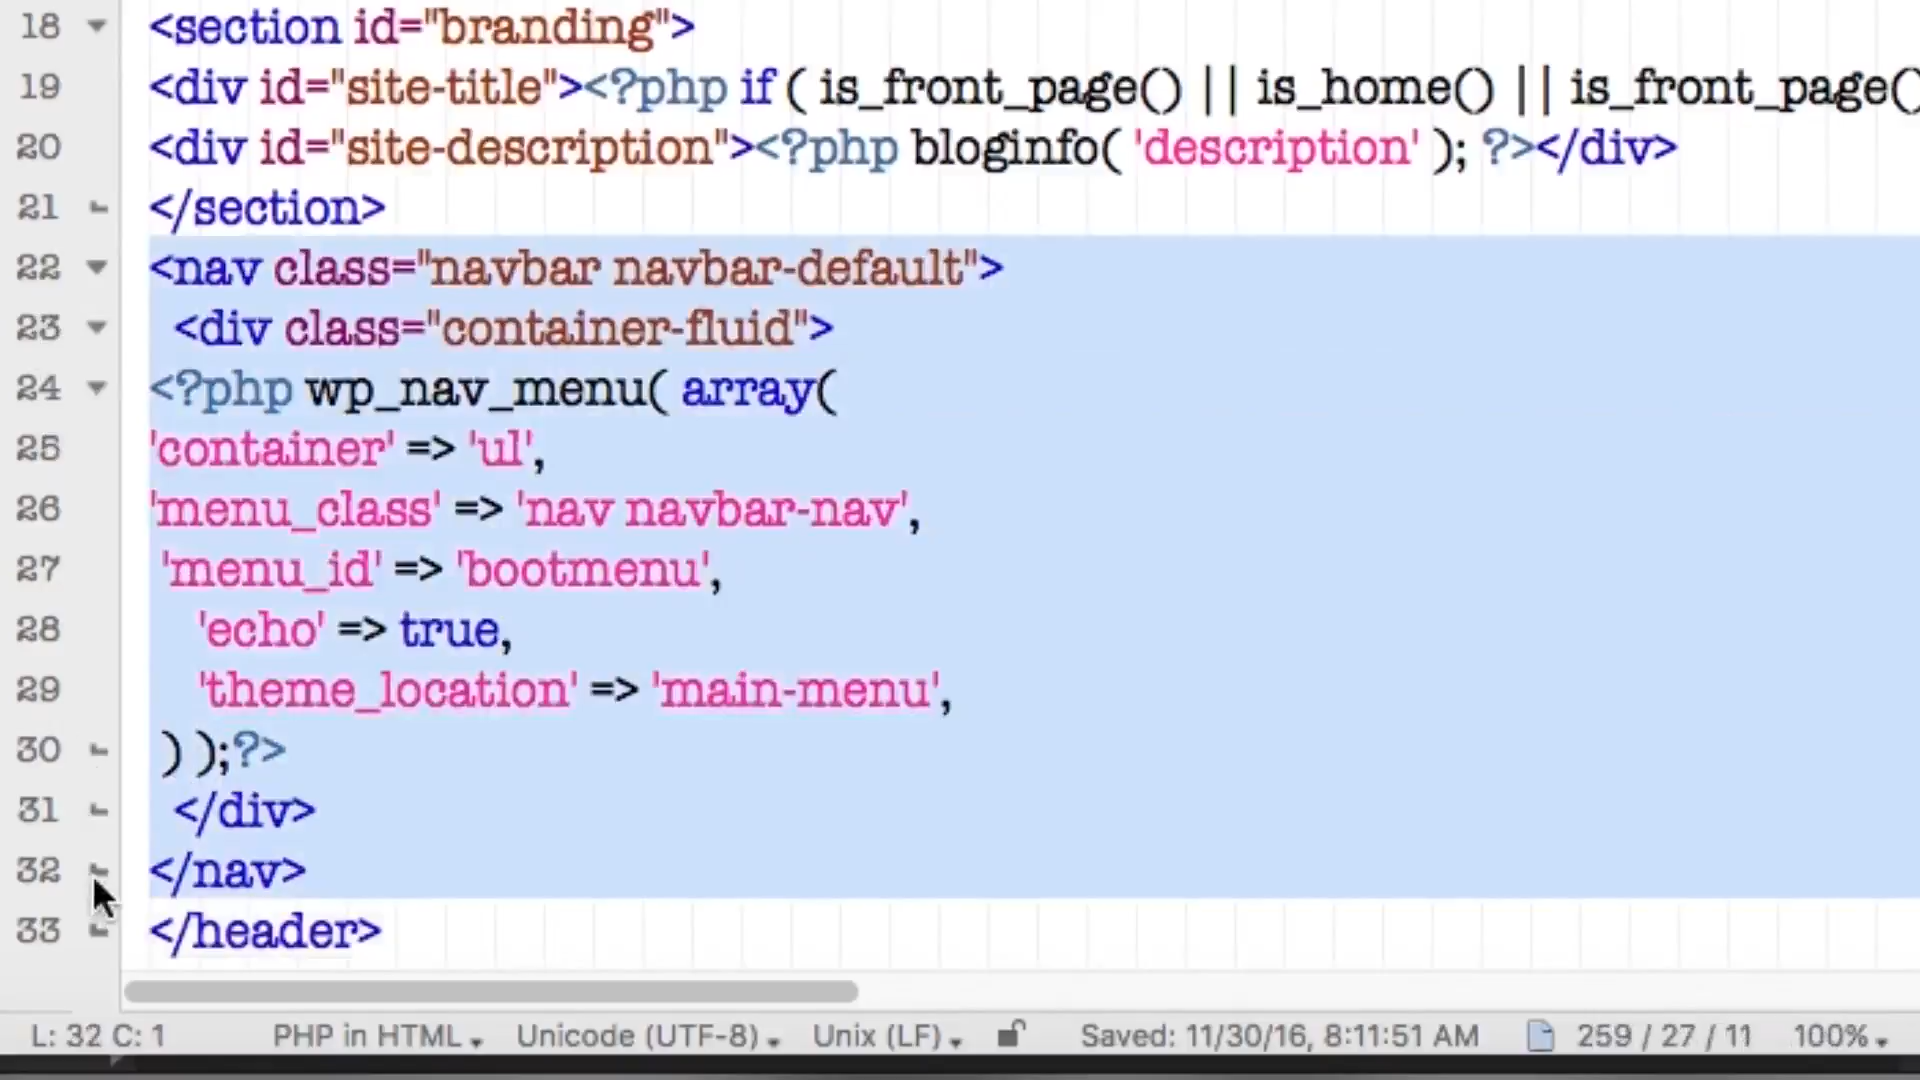 18 <section id="branding">
19 <div id="site-title"><?php if ( is_front_page() || is_home() || is_front_page()
20 <div id="site-description"><?php bloginfo( 'description' ); ?></div>
21 </section>
22 <nav class="navbar navbar-default">
23 <div class="container-fluid">
24 <?php wp_nav_menu( array(
25 'container' => 'ul',
26 'menu_class' => 'nav navbar-nav',
27 'menu_id' => 'bootmenu',
28 'echo' => true,
29 'theme_location' => 'main-menu',
30 ) );?>
31 </div>
32 </nav>
33 </header>
L: 32 C: 1 PHP in HTML Unicode (UTF-8) Unix (LF) Saved: 11/30/16, 8:11:51 AM 259 / 27 / 11 100%